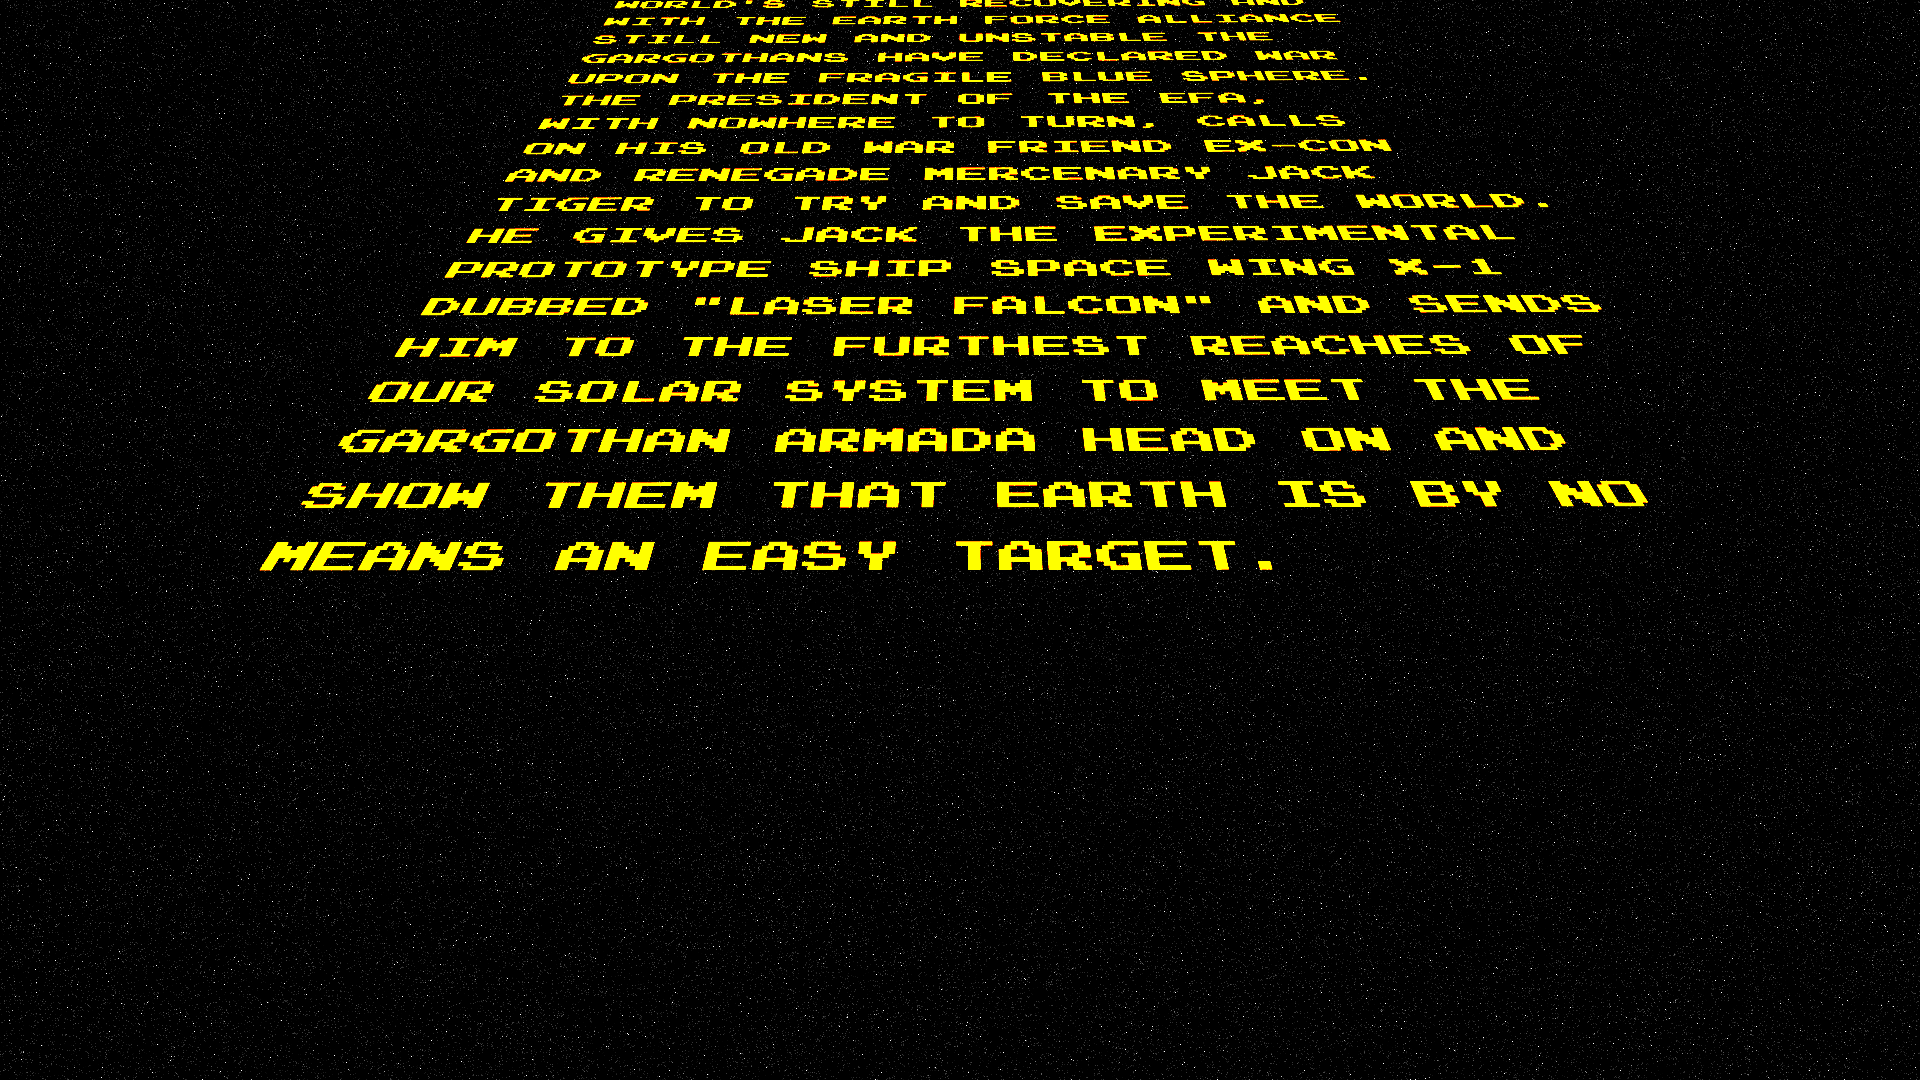 WORLD'S STILL RECOVERING AND
WITH THE EARTH FORCE ALLIANCE
STILL NEW AND UNSTABLE THE
GARGOTHANS HAVE DECLARED WAR
UPON THE FRAGILE BLUE SPHERE.
THE PRESIDENT OF THE EFA,
WITH NOWHERE TO TURN, CALLS
ON HIS OLD WAR FRIEND EX-CON
AND RENEGADE MERCENARY JACK
TIGER TO TRY AND SAVE THE WORLD.
HE GIVES JACK THE EXPERIMENTAL
PROTOTYPE SHIP SPACE WING X-1
DUBBED "LASER FALCON" AND SENDS
HIM TO THE FURTHEST REACHES OF
OUR SOLAR SYSTEM TO MEET THE
GARGOTHAN ARMADA HEAD ON AND
SHOW THEM THAT EARTH IS BY NO
MEANS AN EASY TARGET.